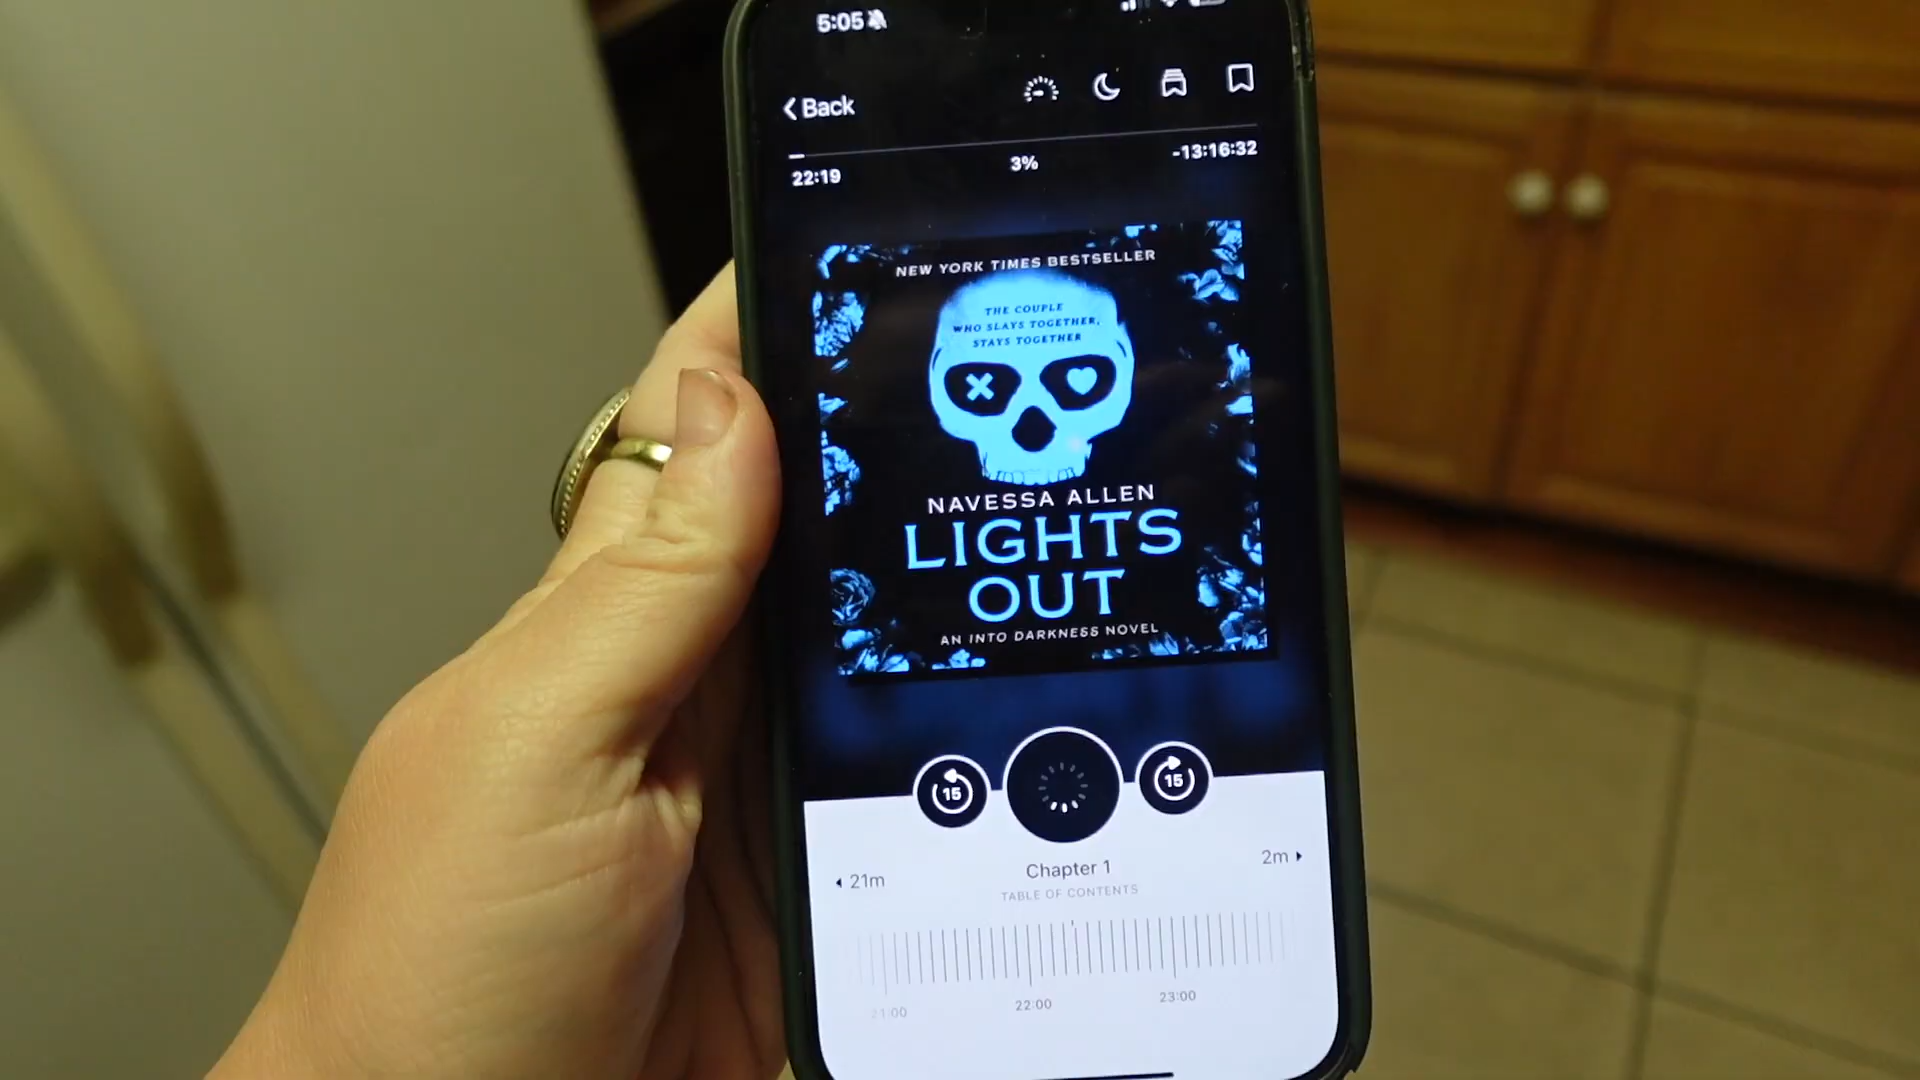 5:05
Back
22:19
3%
-13:16:32
NEW YORK TIMES BESTSELLER
THE COUPLE
WHO SLAYS TOGETHER,
STAYS TOGETHER
NAVESSA ALLEN
LIGHTS
OUT
AN INTO DARKNESS NOVEL
15
15
21m
Chapter 1
2m
TABLE OF CONTENTS
21:00
22:00
23:00